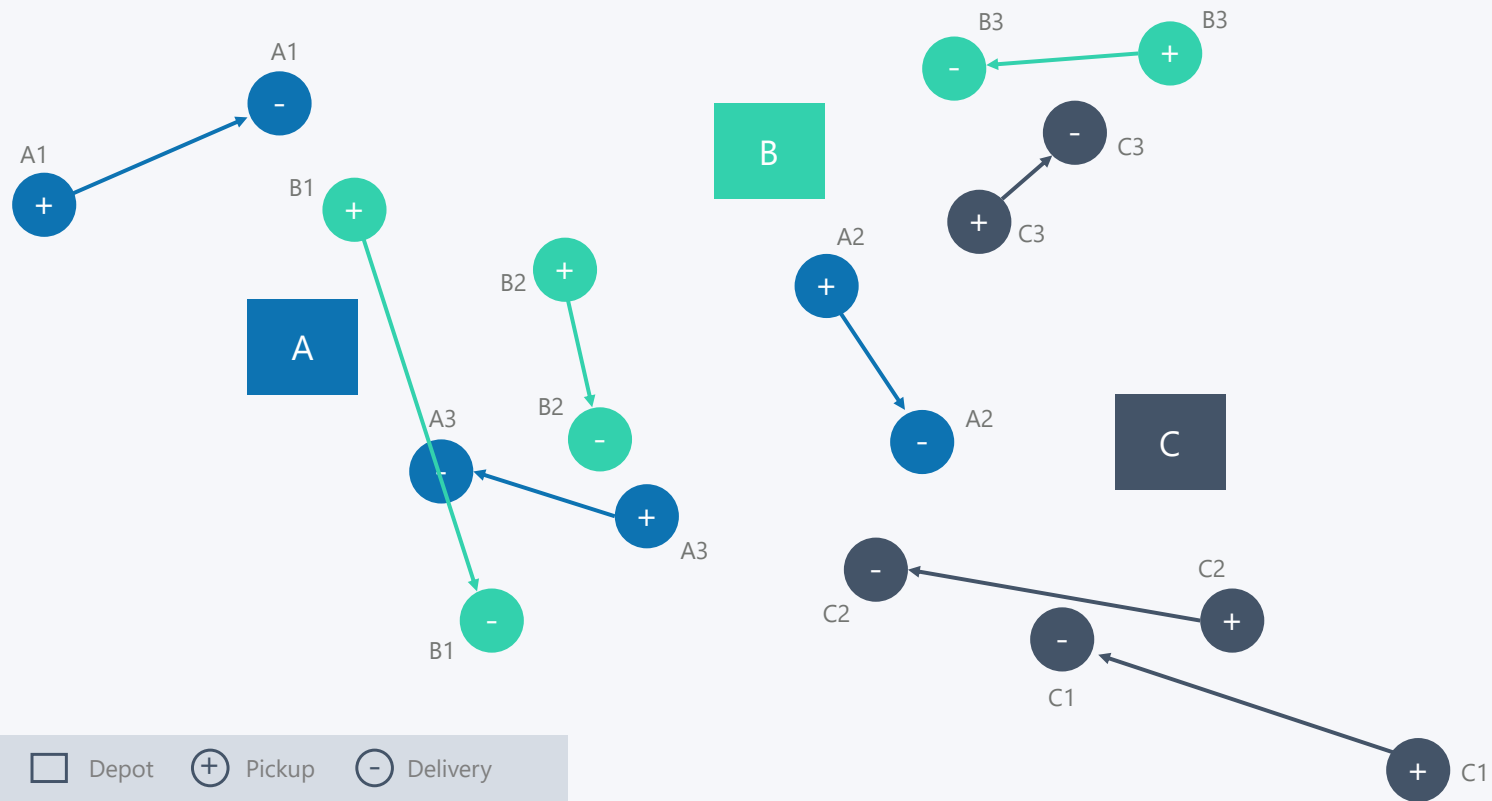 B3
B3
A1
-
+
-
A1
-
C3
B
B1
+
+
+
C3
A2
+
B2
+
A
B2
A3
-
A2
-
C
-
+
A3
-
C2
+
C2
-
B1
-
C1
Depot
+
Pickup
-
Delivery
+
C1